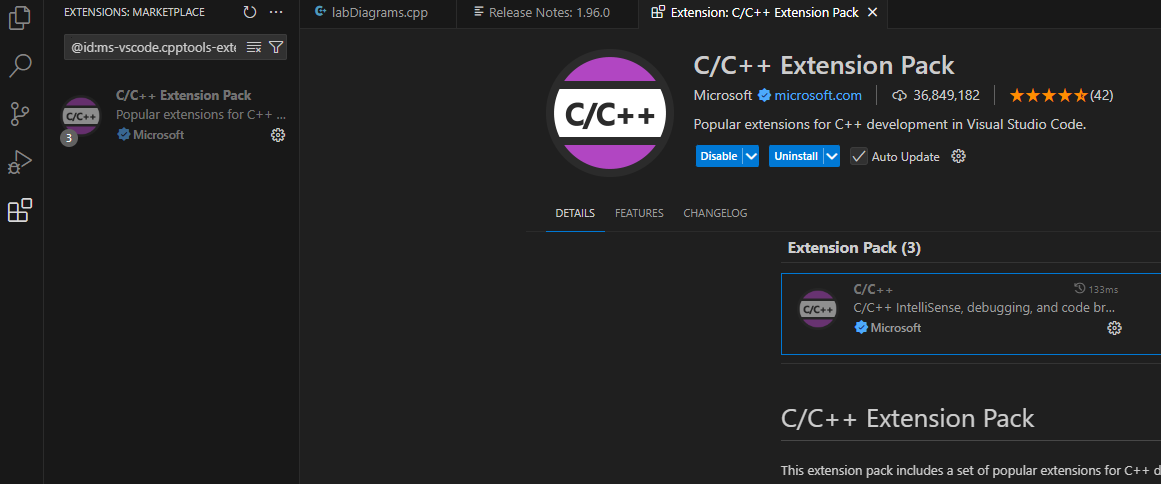 EXTENSIONS: MARKETPLACE
@id:ms-vscode.cpptools-exte
C/C++ Extension Pack
Popular extensions for C++ ...
C/C++
3
Microsoft
labDiagrams.cpp
Release Notes: 1.96.0
Extension: C/C++ Extension Pack
C/C++
C/C++ Extension Pack
Microsoft microsoft.com 36,849,182 (42)
Popular extensions for C++ development in Visual Studio Code.
Disable Uninstall Auto Update
DETAILS FEATURES CHANGELOG
Extension Pack (3)
C/C++ 133ms
C/C++
C/C++ IntelliSense, debugging, and code br...
Microsoft
C/C++ Extension Pack
This extension pack includes a set of popular extensions for C++ d